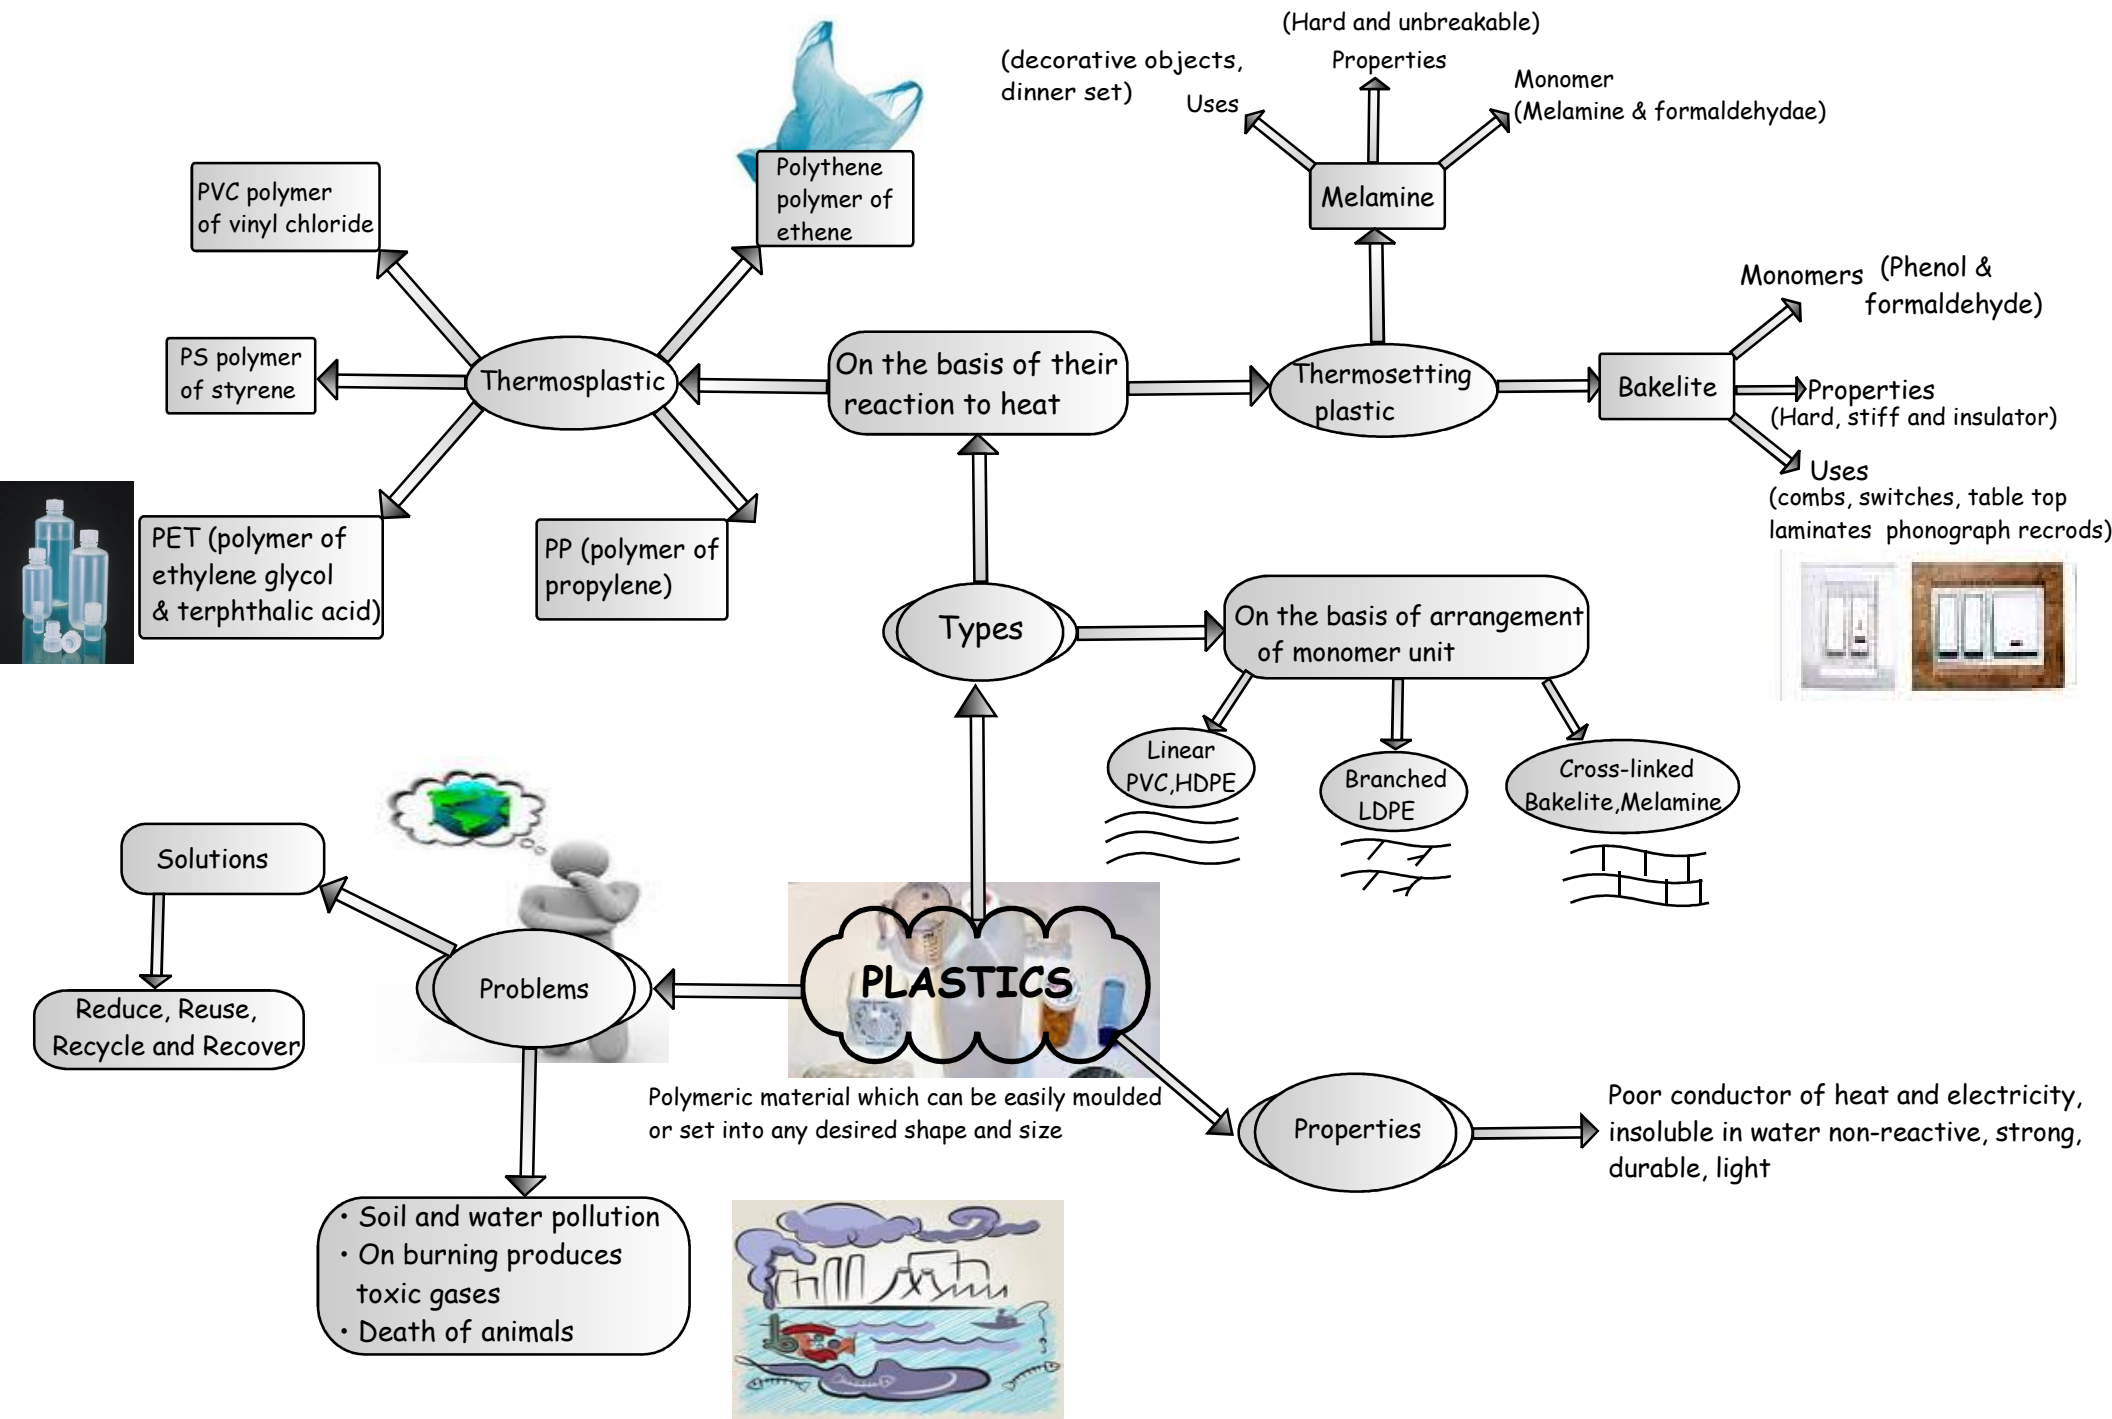 (Hard and unbreakable)
Properties
(decorative objects,
dinner set)
Uses
Monomer
(Melamine & formaldehydae)
Melamine
Polythene
polymer of
ethene
PVC polymer
of vinyl chloride
PS polymer
of styrene
Thermosplastic
On the basis of their
reaction to heat
Thermosetting
plastic
Bakelite
Monomers (Phenol &
formaldehyde)
Properties
(Hard, stiff and insulator)
Uses
(combs, switches, table top
laminates phonograph recrods)
PET (polymer of
ethylene glycol
& terphthalic acid)
PP (polymer of
propylene)
Types
On the basis of arrangement
of monomer unit
Linear
PVC,HDPE
Branched
LDPE
Cross-linked
Bakelite,Melamine
Solutions
Reduce, Reuse,
Recycle and Recover
Problems
PLASTICS
Polymeric material which can be easily moulded
or set into any desired shape and size
Properties
Poor conductor of heat and electricity,
insoluble in water non-reactive, strong,
durable, light
• Soil and water pollution
• On burning produces
toxic gases
• Death of animals